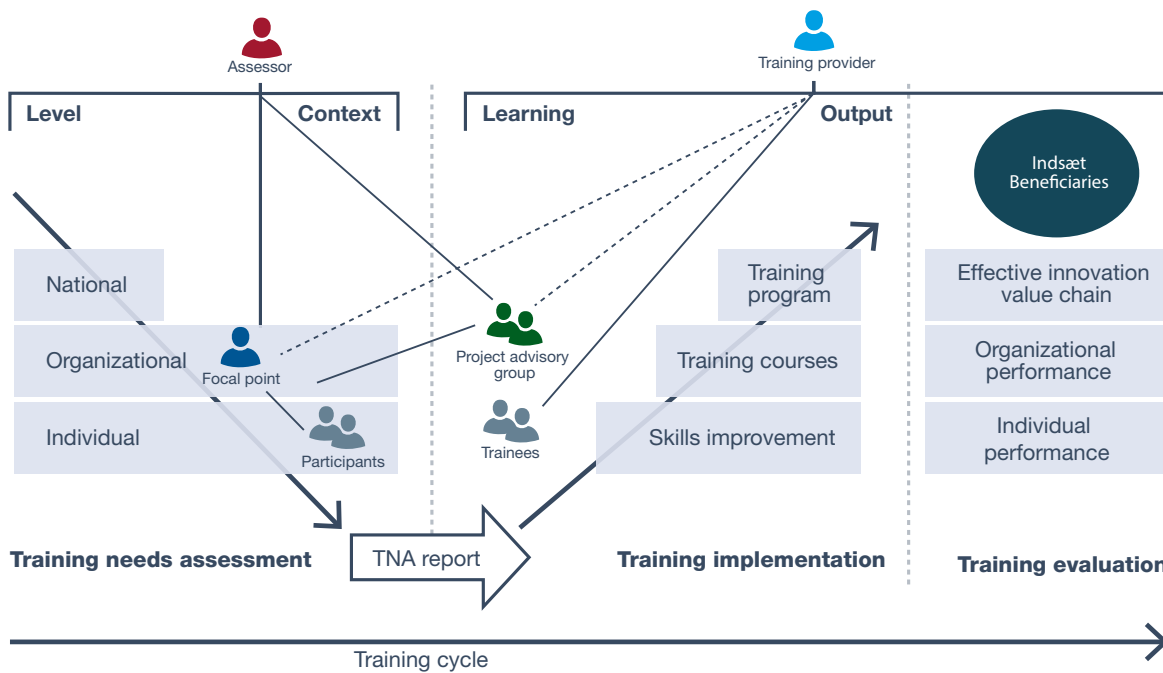 Assessor
Training provider
Level
Context
Learning
Output
Indsæt
Beneficiaries
National
Training
program
Effective innovation
value chain
Organizational
Focal point
Project advisory
group
Training courses
Organizational
performance
Individual
Participants
Trainees
Skills improvement
Individual
performance
Training needs assessment
TNA report
Training implementation
Training evaluation
Training cycle